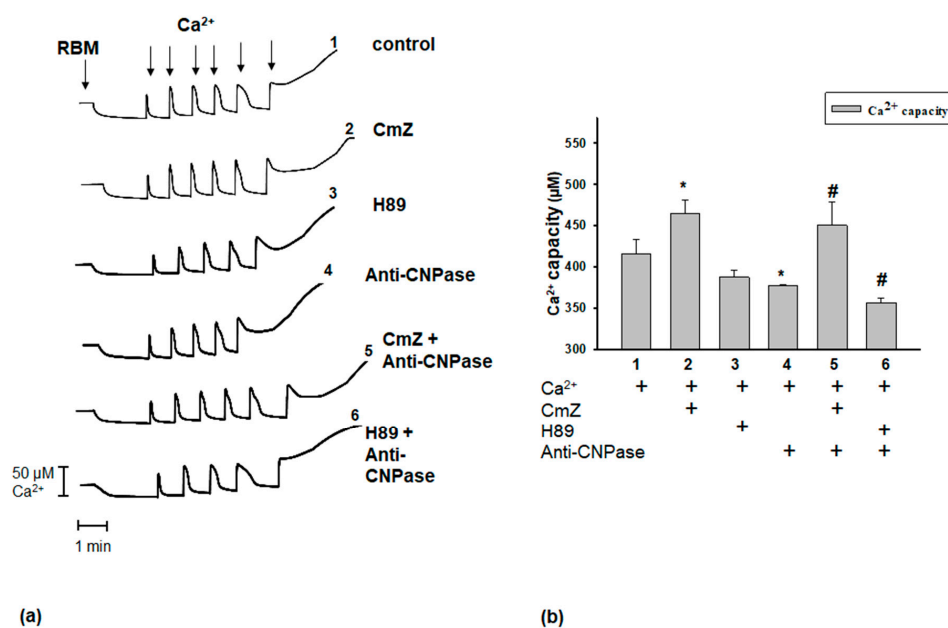 Ca²⁺
RBM
1
control
2
CmZ
3
H89
4
Anti-CNPase
CmZ +
5
Anti-CNPase
6
H89 +
Anti-
CNPase
50 µM
Ca²⁺
1 min
(a)
Ca²⁺ capacity
Ca²⁺ capacity (µM)
550
500
450
400
350
300
*
*
#
#
1 2 3 4 5 6
Ca²⁺ + + + + + +
CmZ + +
H89 + +
Anti-CNPase + + +
(b)